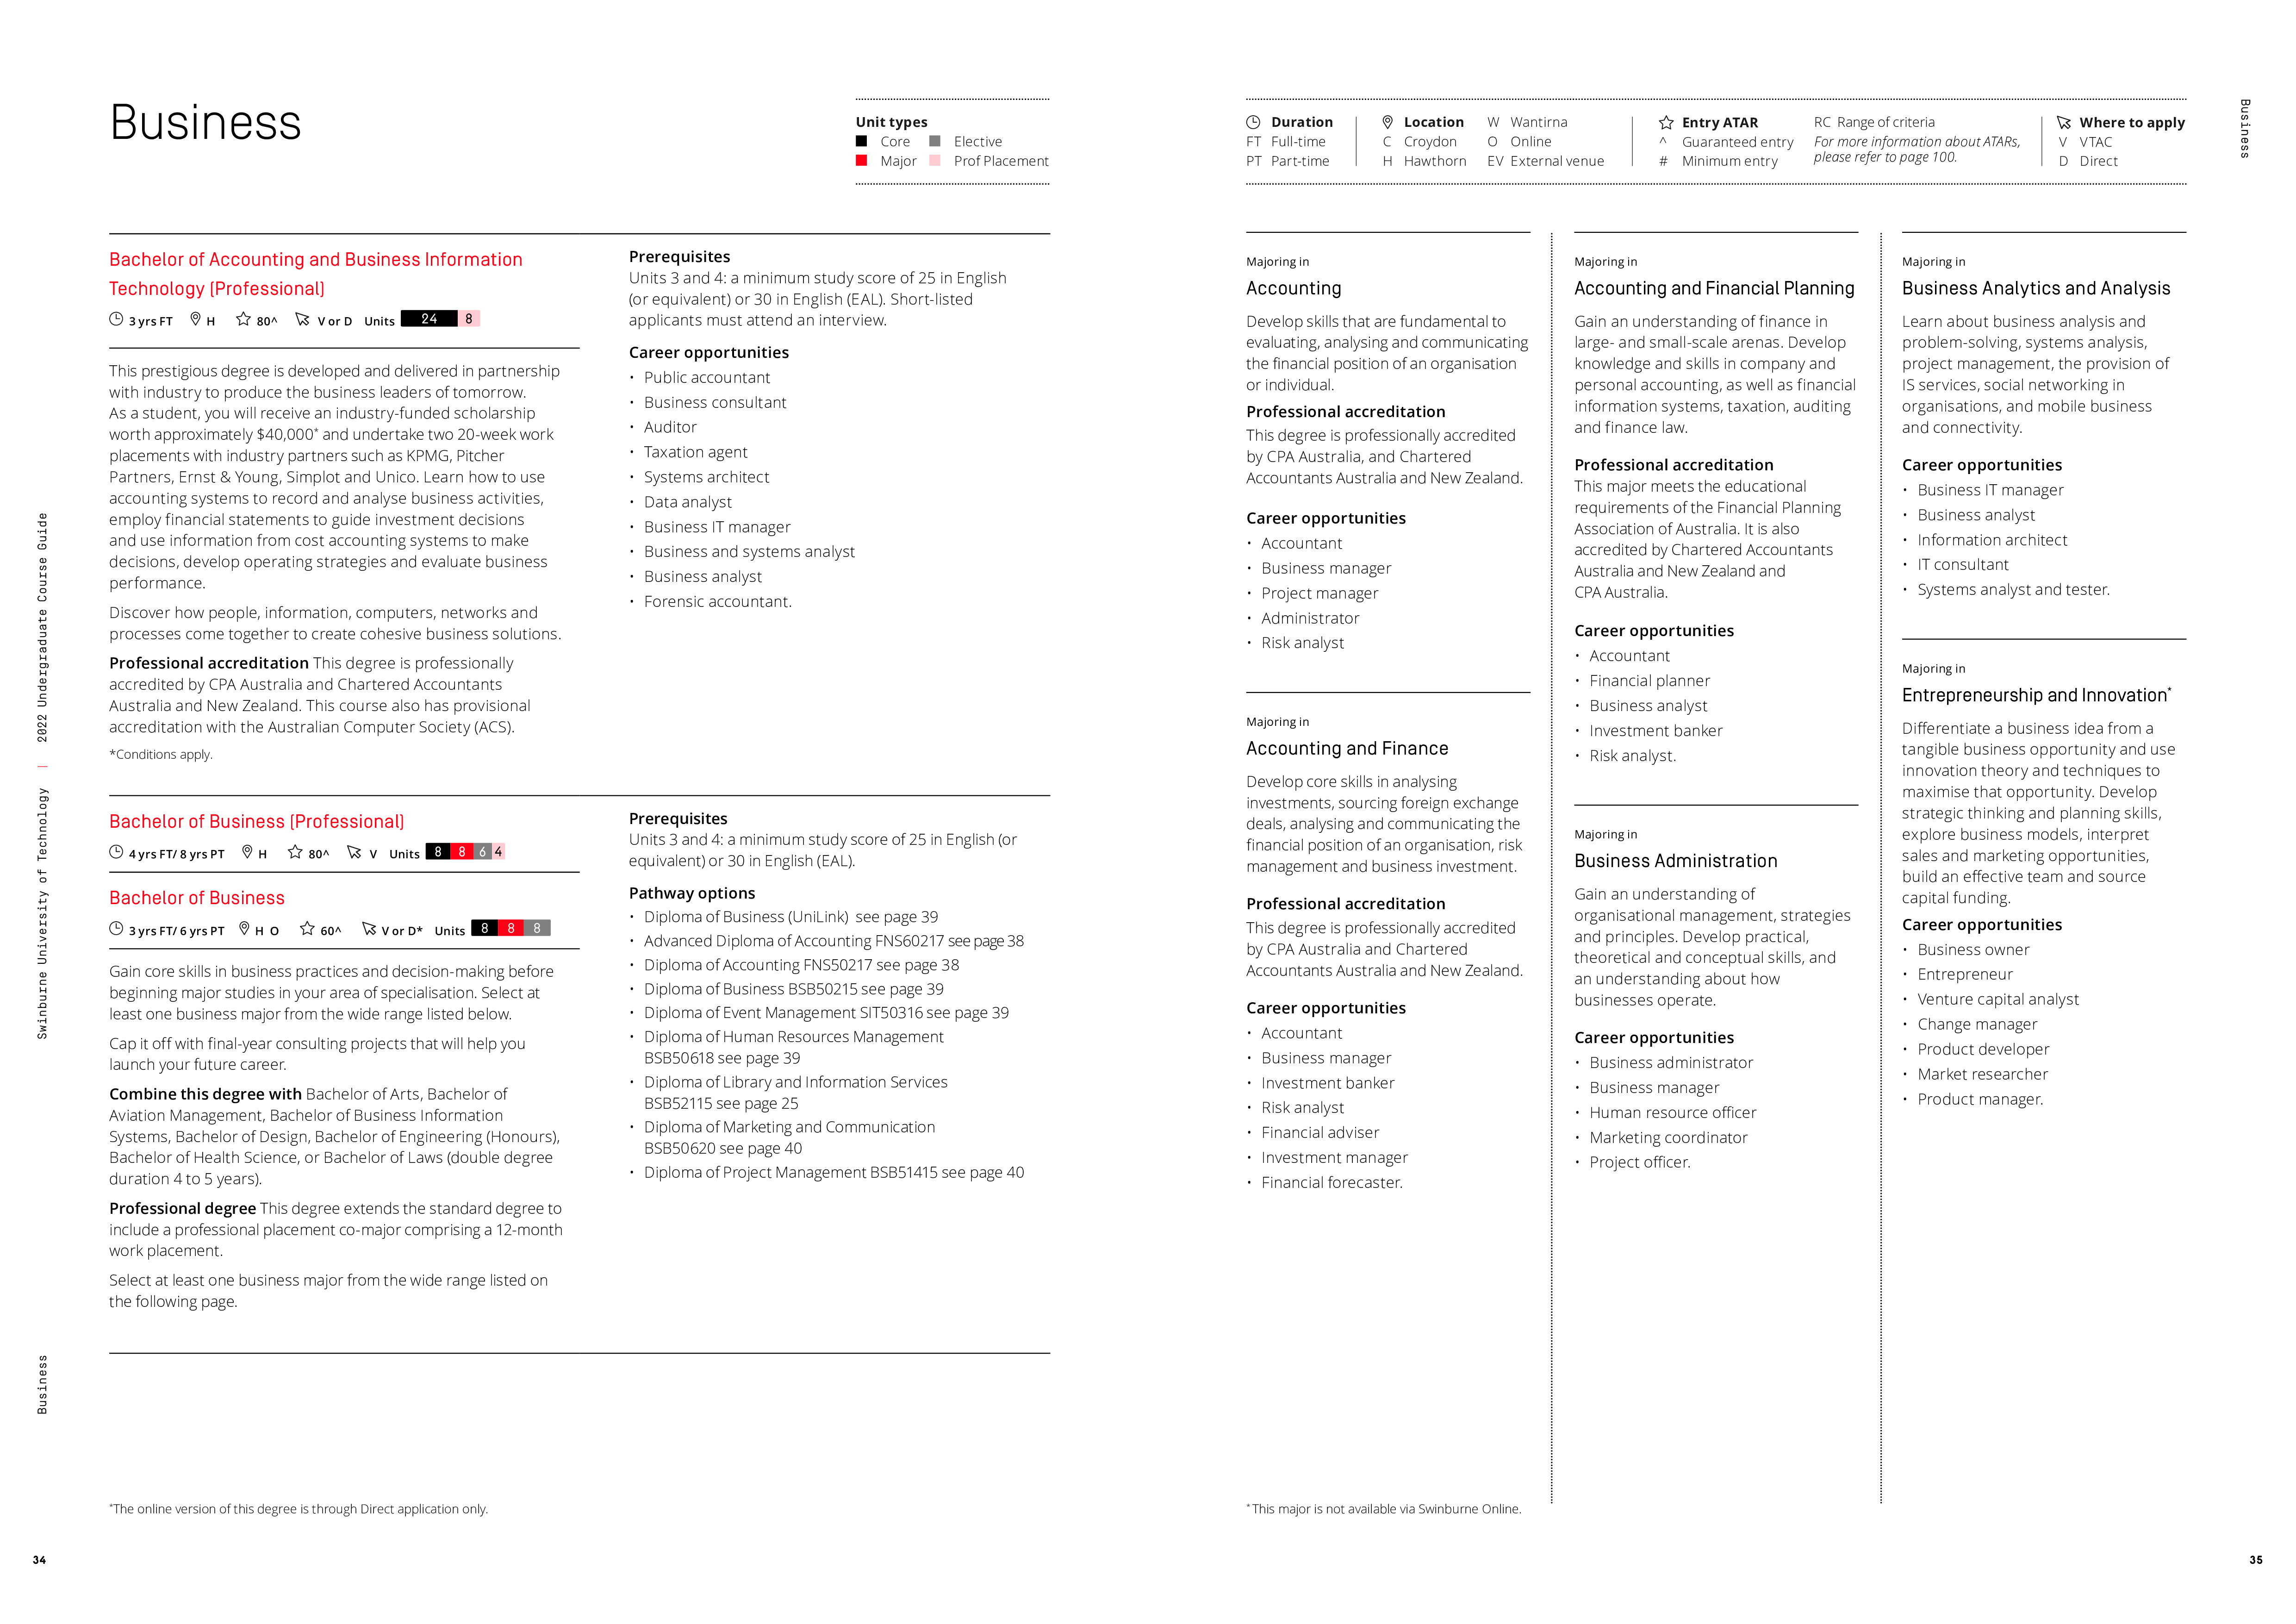 Business
Unit types
Core Elective
Major Prof Placement
Bachelor of Accounting and Business Information
Technology (Professional)
3 yrs FT H 80^ V or D Units 24 8
This prestigious degree is developed and delivered in partnership
with industry to produce the business leaders of tomorrow.
As a student, you will receive an industry-funded scholarship
worth approximately $40,000* and undertake two 20-week work
placements with industry partners such as KPMG, Pitcher
Partners, Ernst & Young, Simplot and Unico. Learn how to use
accounting systems to record and analyse business activities,
employ financial statements to guide investment decisions
and use information from cost accounting systems to make
decisions, develop operating strategies and evaluate business
performance.
Discover how people, information, computers, networks and
processes come together to create cohesive business solutions.
Professional accreditation This degree is professionally
accredited by CPA Australia and Chartered Accountants
Australia and New Zealand. This course also has provisional
accreditation with the Australian Computer Society (ACS).
*Conditions apply.
Prerequisites
Units 3 and 4: a minimum study score of 25 in English
(or equivalent) or 30 in English (EAL). Short-listed
applicants must attend an interview.
Career opportunities
• Public accountant
• Business consultant
• Auditor
• Taxation agent
• Systems architect
• Data analyst
• Business IT manager
• Business and systems analyst
• Business analyst
• Forensic accountant.
Bachelor of Business (Professional)
4 yrs FT/ 8 yrs PT H 80^ V Units 8 8 6 4
Bachelor of Business
3 yrs FT/ 6 yrs PT H O 60^ V or D* Units 8 8 8
Gain core skills in business practices and decision-making before
beginning major studies in your area of specialisation. Select at
least one business major from the wide range listed below.
Cap it off with final-year consulting projects that will help you
launch your future career.
Combine this degree with Bachelor of Arts, Bachelor of
Aviation Management, Bachelor of Business Information
Systems, Bachelor of Design, Bachelor of Engineering (Honours),
Bachelor of Health Science, or Bachelor of Laws (double degree
duration 4 to 5 years).
Professional degree This degree extends the standard degree to
include a professional placement co-major comprising a 12-month
work placement.
Select at least one business major from the wide range listed on
the following page.
Prerequisites
Units 3 and 4: a minimum study score of 25 in English (or
equivalent) or 30 in English (EAL).
Pathway options
• Diploma of Business (UniLink) see page 39
• Advanced Diploma of Accounting FNS60217 see page 38
• Diploma of Accounting FNS50217 see page 38
• Diploma of Business BSB50215 see page 39
• Diploma of Event Management SIT50316 see page 39
• Diploma of Human Resources Management
BSB50618 see page 39
• Diploma of Library and Information Services
BSB52115 see page 25
• Diploma of Marketing and Communication
BSB50620 see page 40
• Diploma of Project Management BSB51415 see page 40
*The online version of this degree is through Direct application only.
Swinburne University of Technology | 2022 Undergraduate Course Guide
Business
34
Duration
FT Full-time
PT Part-time
Location
C Croydon
H Hawthorn
W Wantirna
O Online
EV External venue
Entry ATAR
^ Guaranteed entry
# Minimum entry
RC Range of criteria
For more information about ATARs,
please refer to page 100.
Where to apply
V VTAC
D Direct
Business
Majoring in
Accounting
Develop skills that are fundamental to
evaluating, analysing and communicating
the financial position of an organisation
or individual.
Professional accreditation
This degree is professionally accredited
by CPA Australia, and Chartered
Accountants Australia and New Zealand.
Career opportunities
• Accountant
• Business manager
• Project manager
• Administrator
• Risk analyst
Majoring in
Accounting and Finance
Develop core skills in analysing
investments, sourcing foreign exchange
deals, analysing and communicating the
financial position of an organisation, risk
management and business investment.
Professional accreditation
This degree is professionally accredited
by CPA Australia and Chartered
Accountants Australia and New Zealand.
Career opportunities
• Accountant
• Business manager
• Investment banker
• Risk analyst
• Financial adviser
• Investment manager
• Financial forecaster.
Majoring in
Accounting and Financial Planning
Gain an understanding of finance in
large- and small-scale arenas. Develop
knowledge and skills in company and
personal accounting, as well as financial
information systems, taxation, auditing
and finance law.
Professional accreditation
This major meets the educational
requirements of the Financial Planning
Association of Australia. It is also
accredited by Chartered Accountants
Australia and New Zealand and
CPA Australia.
Career opportunities
• Accountant
• Financial planner
• Business analyst
• Investment banker
• Risk analyst.
Majoring in
Business Administration
Gain an understanding of
organisational management, strategies
and principles. Develop practical,
theoretical and conceptual skills, and
an understanding about how
businesses operate.
Career opportunities
• Business administrator
• Business manager
• Human resource officer
• Marketing coordinator
• Project officer.
Majoring in
Business Analytics and Analysis
Learn about business analysis and
problem-solving, systems analysis,
project management, the provision of
IS services, social networking in
organisations, and mobile business
and connectivity.
Career opportunities
• Business IT manager
• Business analyst
• Information architect
• IT consultant
• Systems analyst and tester.
Majoring in
Entrepreneurship and Innovation*
Differentiate a business idea from a
tangible business opportunity and use
innovation theory and techniques to
maximise that opportunity. Develop
strategic thinking and planning skills,
explore business models, interpret
sales and marketing opportunities,
build an effective team and source
capital funding.
Career opportunities
• Business owner
• Entrepreneur
• Venture capital analyst
• Change manager
• Product developer
• Market researcher
• Product manager.
* This major is not available via Swinburne Online.
35